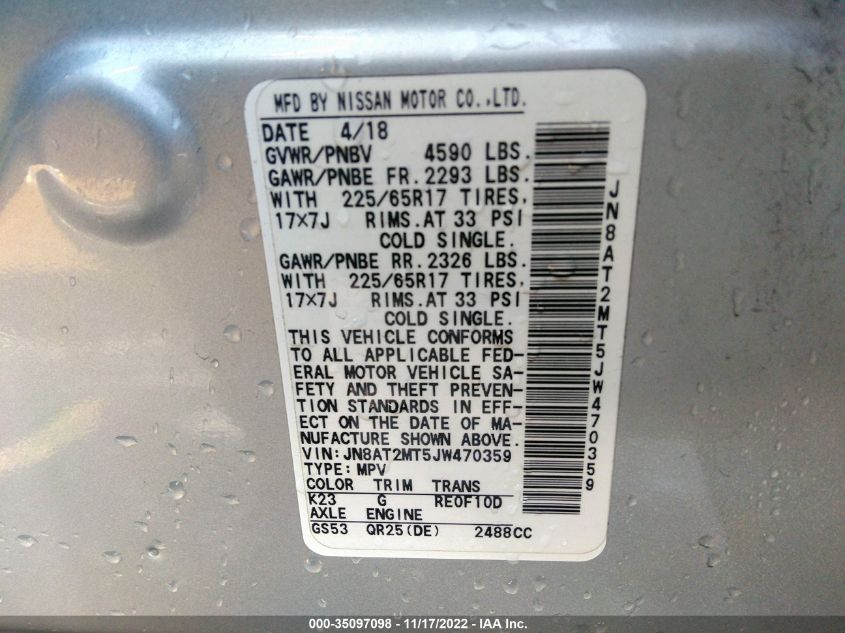 MFD BY NISSAN MOTOR CO.,LTD.
DATE 4/18
GVWR/PNBV 4590 LBS.
GAWR/PNBE FR. 2293 LBS.
WITH 225/65R17 TIRES,
17×7J RIMS.AT 33 PSI
COLD SINGLE.
GAWR/PNBE RR. 2326 LBS.
WITH 225/65R17 TIRES,
17×7J RIMS.AT 33 PSI
COLD SINGLE.
THIS VEHICLE CONFORMS
TO ALL APPLICABLE FED-
ERAL MOTOR VEHICLE SA-
FETY AND THEFT PREVEN-
TION STANDARDS IN EFF-
ECT ON THE DATE OF MA-
NUFACTURE SHOWN ABOVE.
VIN:JN8AT2MT5JW470359
TYPE:MPV
COLOR TRIM TRANS
K23 G RE0F10D
AXLE ENGINE
GS53 QR25(DE) 2488CC
JN8AT2MT5JW470359
000-35097098 - 11/17/2022 - IAA Inc.